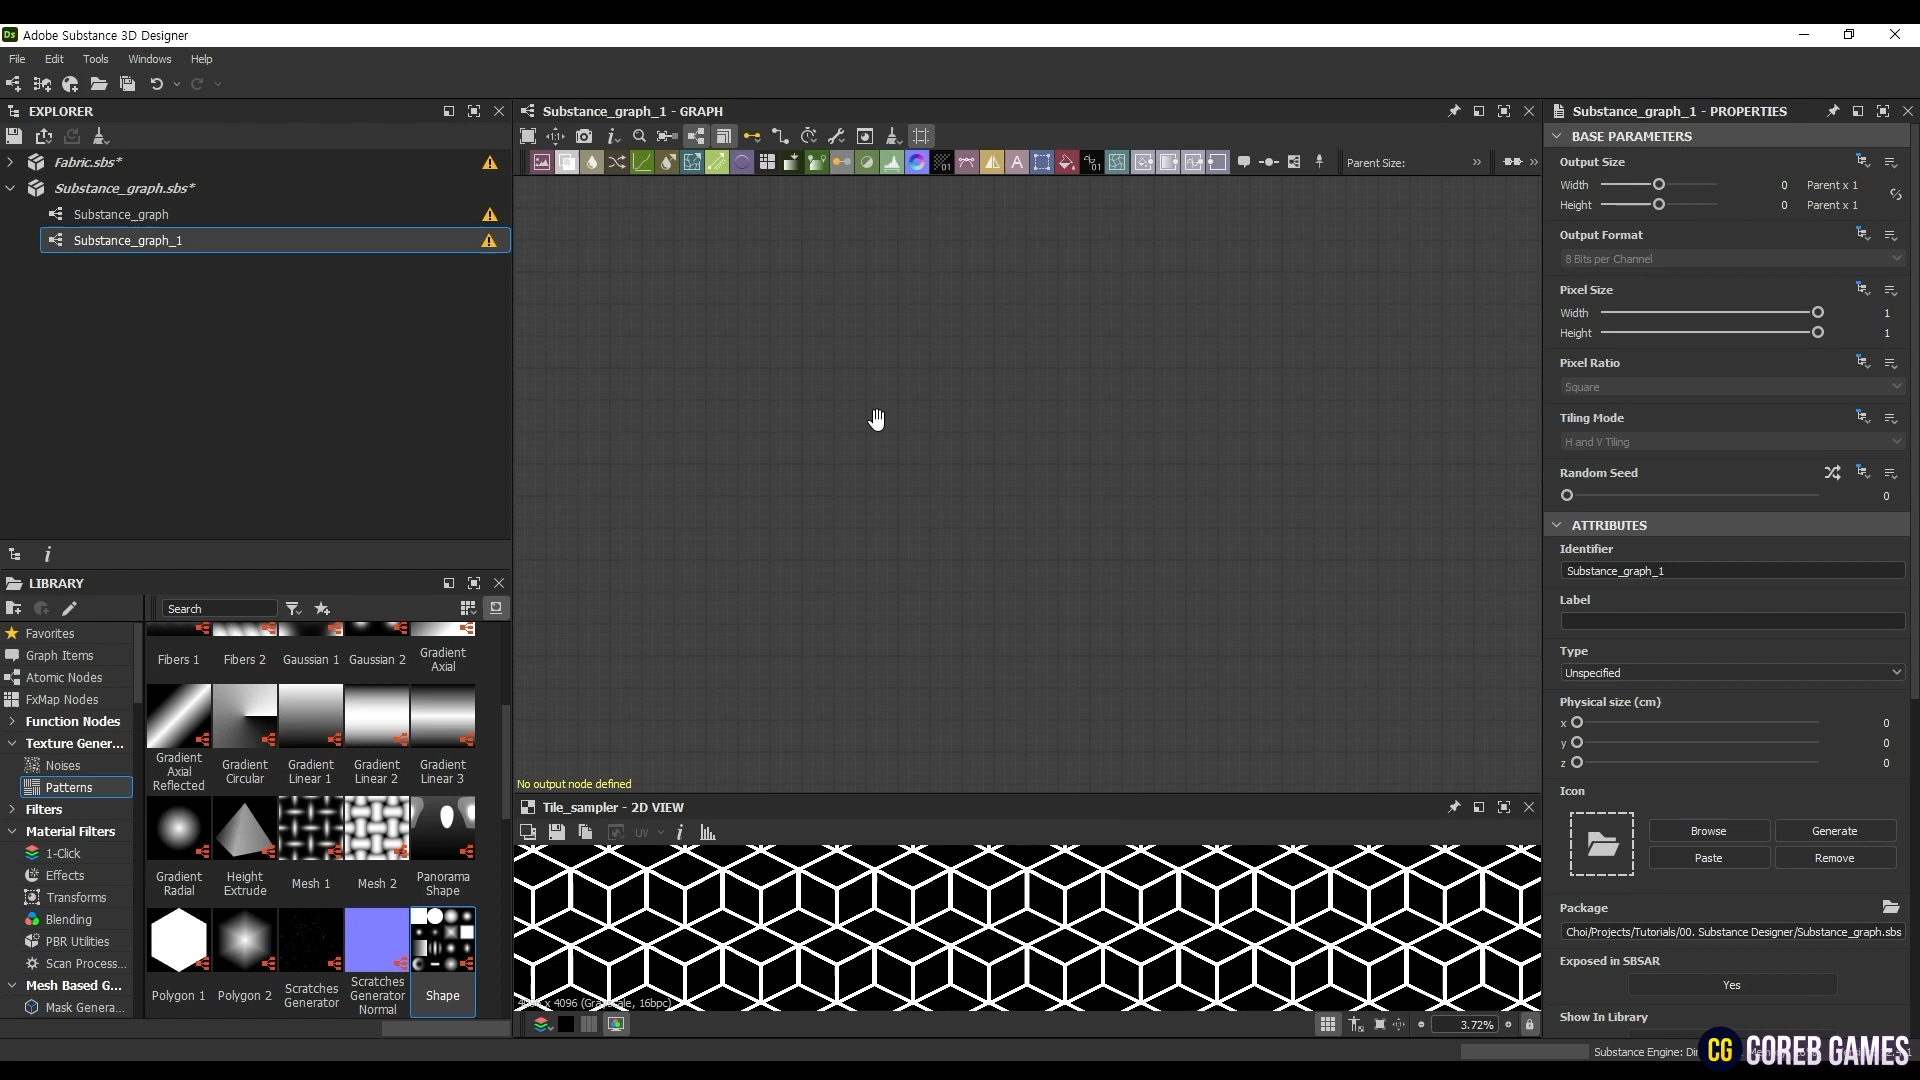 Ds Adobe Substance 3D Designer
File Edit Tools Windows Help
EXPLORER
Fabric.sbs*
Substance_graph.sbs*
Substance_graph
Substance_graph_1
LIBRARY
Search
Favorites
Graph Items
Atomic Nodes
FxMap Nodes
Function Nodes
Texture Gener...
Noises
Patterns
Filters
Material Filters
1-Click
Effects
Transforms
Blending
PBR Utilities
Scan Process...
Mesh Based G...
Mask Genera...
Fibers 1
Fibers 2
Gaussian 1
Gaussian 2
Gradient Axial
Gradient Axial Reflected
Gradient Circular
Gradient Linear 1
Gradient Linear 2
Gradient Linear 3
Gradient Radial
Height Extrude
Mesh 1
Mesh 2
Panorama Shape
Polygon 1
Polygon 2
Scratches Generator
Scratches Generator Normal
Shape
Substance_graph_1 - GRAPH
Parent Size:
No output node defined
Tile_sampler - 2D VIEW
UV
x 4096 (Grayscale, 16bpc)
3.72%
Substance_graph_1 - PROPERTIES
BASE PARAMETERS
Output Size
Width 0 Parent x 1
Height 0 Parent x 1
Output Format
8 Bits per Channel
Pixel Size
Width 1
Height 1
Pixel Ratio
Square
Tiling Mode
H and V Tiling
Random Seed
0
ATTRIBUTES
Identifier
Substance_graph_1
Label
Type
Unspecified
Physical size (cm)
x 0
y 0
z 0
Icon
Browse Generate
Paste Remove
Package
Choi/Projects/Tutorials/00. Substance Designer/Substance_graph.sbs
Exposed in SBSAR
Yes
Show In Library
Substance Engine:
CG COREB GAMES